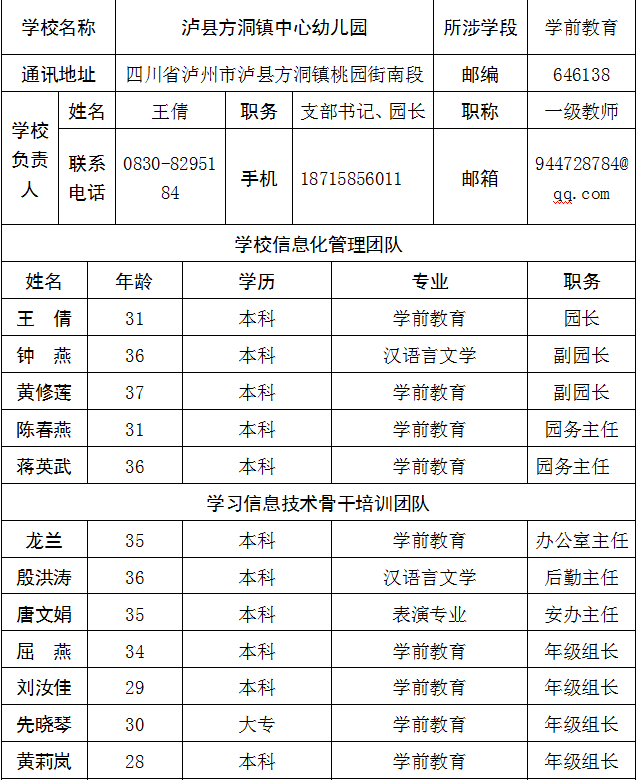 学校名称 泸县方洞镇中心幼儿园 所涉学段 学前教育
通讯地址 四川省泸州市泸县方洞镇桃园街南段 邮编 646138
学校负责人 姓名 王倩 职务 支部书记、园长 职称 一级教师
联系电话 0830-8295184 手机 18715856011 邮箱 944728784@qq.com
学校信息化管理团队
姓名 年龄 学历 专业 职务
王 倩 31 本科 学前教育 园长
钟 燕 36 本科 汉语言文学 副园长
黄修莲 37 本科 学前教育 副园长
陈春燕 31 本科 学前教育 园务主任
蒋英武 36 本科 学前教育 园务主任
学习信息技术骨干培训团队
龙兰 35 本科 学前教育 办公室主任
殷洪涛 36 本科 汉语言文学 后勤主任
唐文娟 35 本科 表演专业 安办主任
屈 燕 34 本科 学前教育 年级组长
刘汝佳 29 本科 学前教育 年级组长
先晓琴 30 大专 学前教育 年级组长
黄莉岚 28 本科 学前教育 年级组长